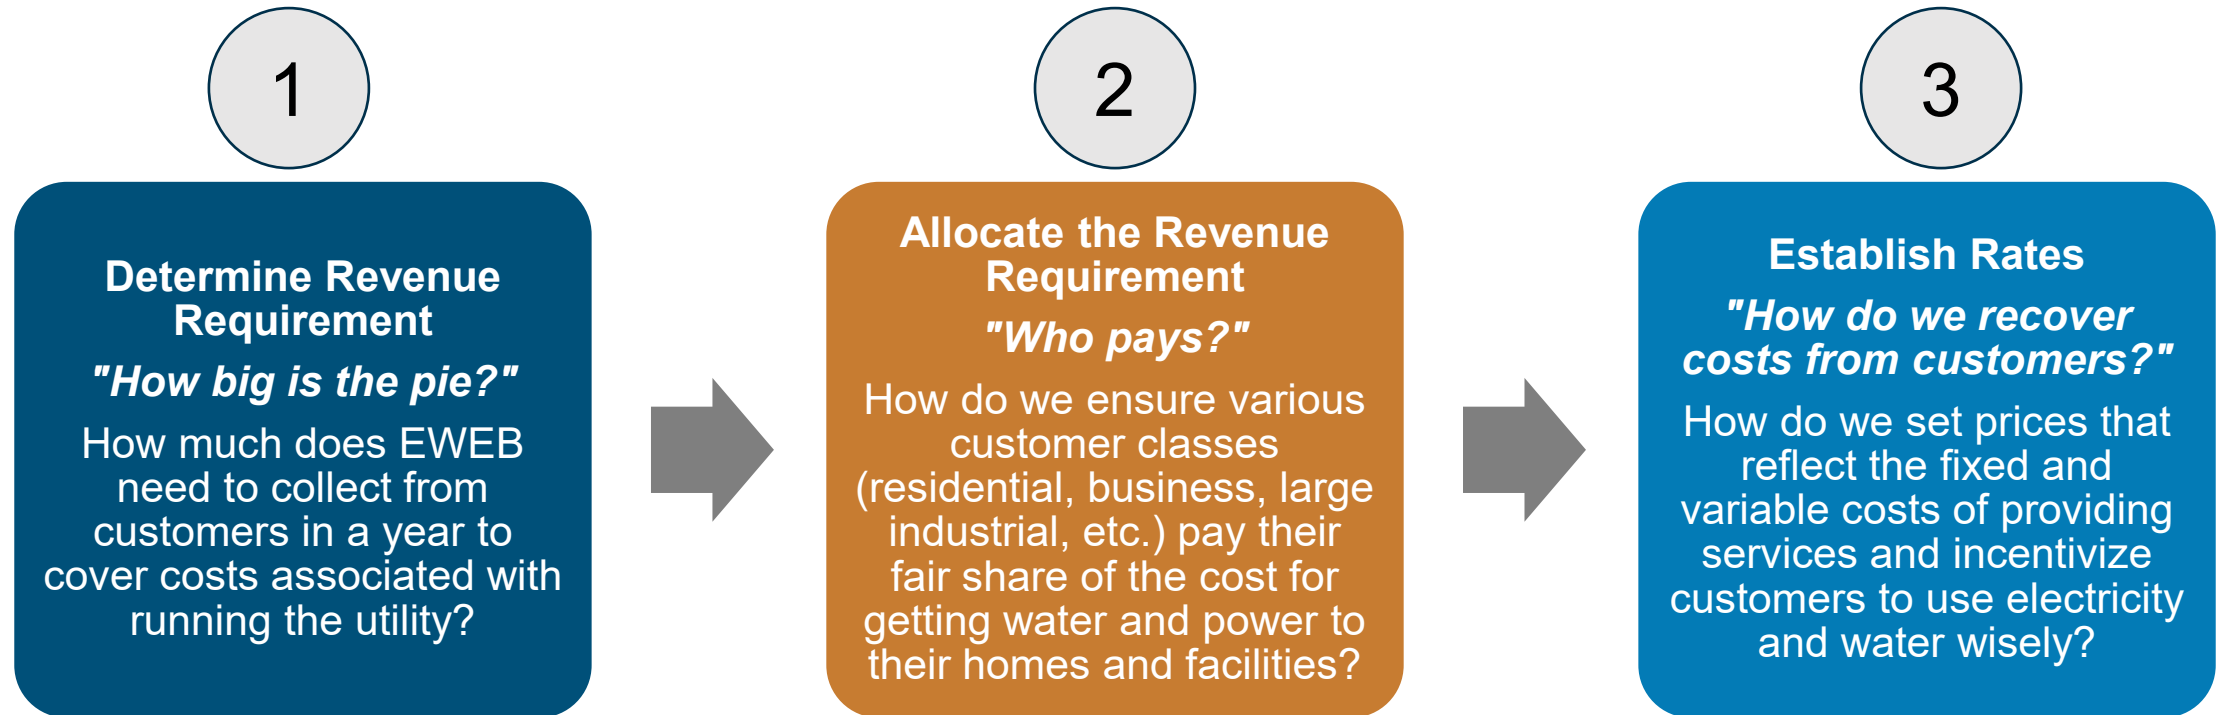 1
Determine Revenue
Requirement
"How big is the pie?"
How much does EWEB
need to collect from
customers in a year to
cover costs associated with
running the utility?
2
Allocate the Revenue
Requirement
"Who pays?"
How do we ensure various
customer classes
(residential, business, large
industrial, etc.) pay their
fair share of the cost for
getting water and power to
their homes and facilities?
3
Establish Rates
"How do we recover
costs from customers?"
How do we set prices that
reflect the fixed and
variable costs of providing
services and incentivize
customers to use electricity
and water wisely?